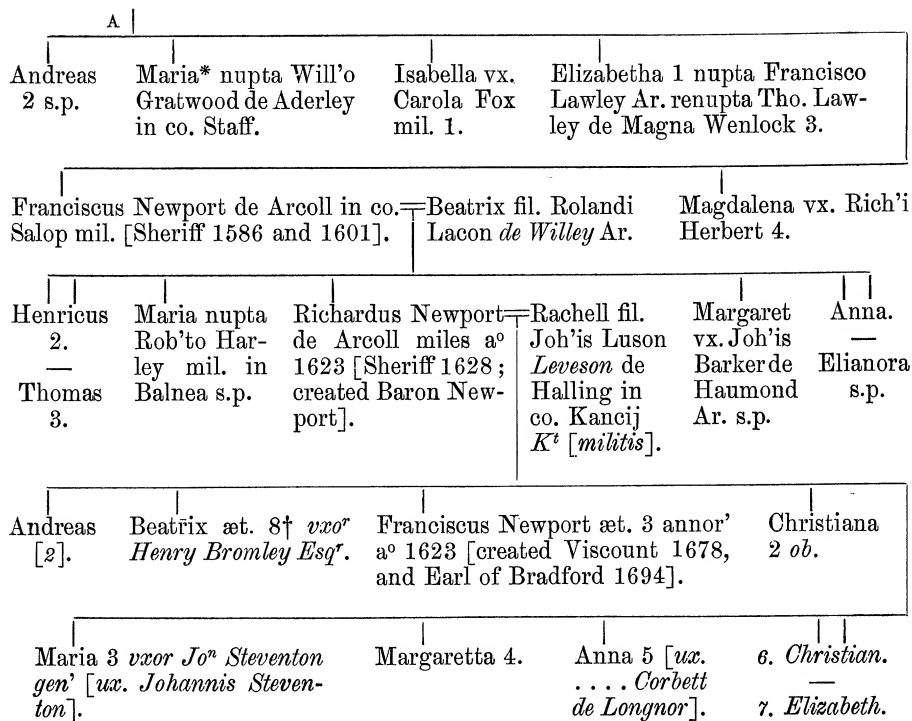 A
Andreas
2 s.p.
Maria* nupta Will'o
Gratwood de Aderley
in co. Staff.
Isabella vx.
Carola Fox
mil. 1.
Elizabetha 1 nupta Francisco
Lawley Ar. renupta Tho. Law-
ley de Magna Wenlock 3.
Franciscus Newport de Arcoll in co.
Salop mil. [Sheriff 1586 and 1601].
=Beatrix fil. Rolandi
Lacon de Willey Ar.
Magdalena vx. Rich'i
Herbert 4.
Henricus
2.
—
Thomas
3.
Maria nupta
Rob'to Har-
ley mil. in
Balnea s.p.
Richardus Newport
de Arcoll miles aº
1623 [Sheriff 1628;
created Baron New-
port].
=Rachell fil.
Joh'is Luson
Leveson de
Halling in
co. Kancij
Kt [militis].
Margaret
vx. Joh'is
Barker de
Haumond
Ar. s.p.
Anna.
—
Elianora
s.p.
Andreas
[2].
Beatrix æt. 8† vxor
Henry Bromley Esqr.
Franciscus Newport æt. 3 annor'
aº 1623 [created Viscount 1678,
and Earl of Bradford 1694].
Christiana
2 ob.
Maria 3 vxor Jon Steventon
gen' [ux. Johannis Steven-
ton].
Margaretta 4.
Anna 5 [ux.
. . . . Corbett
de Longnor].
6. Christian.
—
7. Elizabeth.